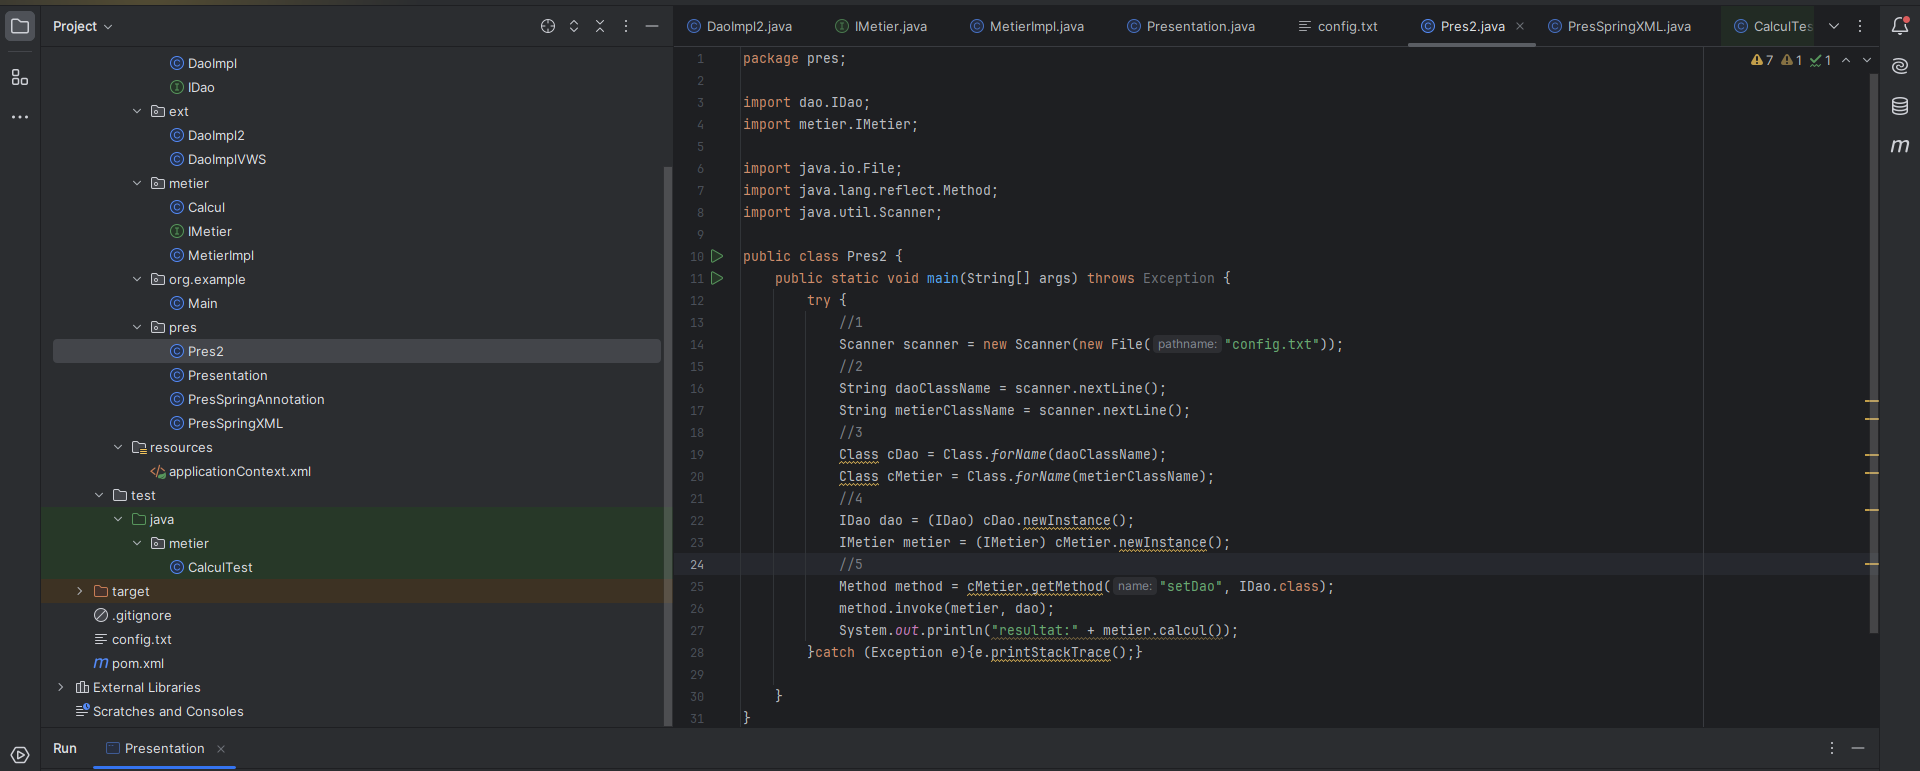 Project
DaoImpl
IDao
ext
DaoImpl2
DaoImplVWS
metier
Calcul
IMetier
MetierImpl
org.example
Main
pres
Pres2
Presentation
PresSpringAnnotation
PresSpringXML
resources
applicationContext.xml
test
java
metier
CalculTest
target
.gitignore
config.txt
pom.xml
External Libraries
Scratches and Consoles
DaoImpl2.java IMetier.java MetierImpl.java Presentation.java config.txt Pres2.java PresSpringXML.java CalculTes
7 1 1
1 package pres;
2
3 import dao.IDao;
4 import metier.IMetier;
5
6 import java.io.File;
7 import java.lang.reflect.Method;
8 import java.util.Scanner;
9
10 public class Pres2 {
11 public static void main(String[] args) throws Exception {
12 try {
13 //1
14 Scanner scanner = new Scanner(new File( pathname: "config.txt"));
15 //2
16 String daoClassName = scanner.nextLine();
17 String metierClassName = scanner.nextLine();
18 //3
19 Class cDao = Class.forName(daoClassName);
20 Class cMetier = Class.forName(metierClassName);
21 //4
22 IDao dao = (IDao) cDao.newInstance();
23 IMetier metier = (IMetier) cMetier.newInstance();
24 //5
25 Method method = cMetier.getMethod( name: "setDao", IDao.class);
26 method.invoke(metier, dao);
27 System.out.println("resultat:" + metier.calcul());
28 }catch (Exception e){e.printStackTrace();}
29
30 }
31 }
m
Run Presentation